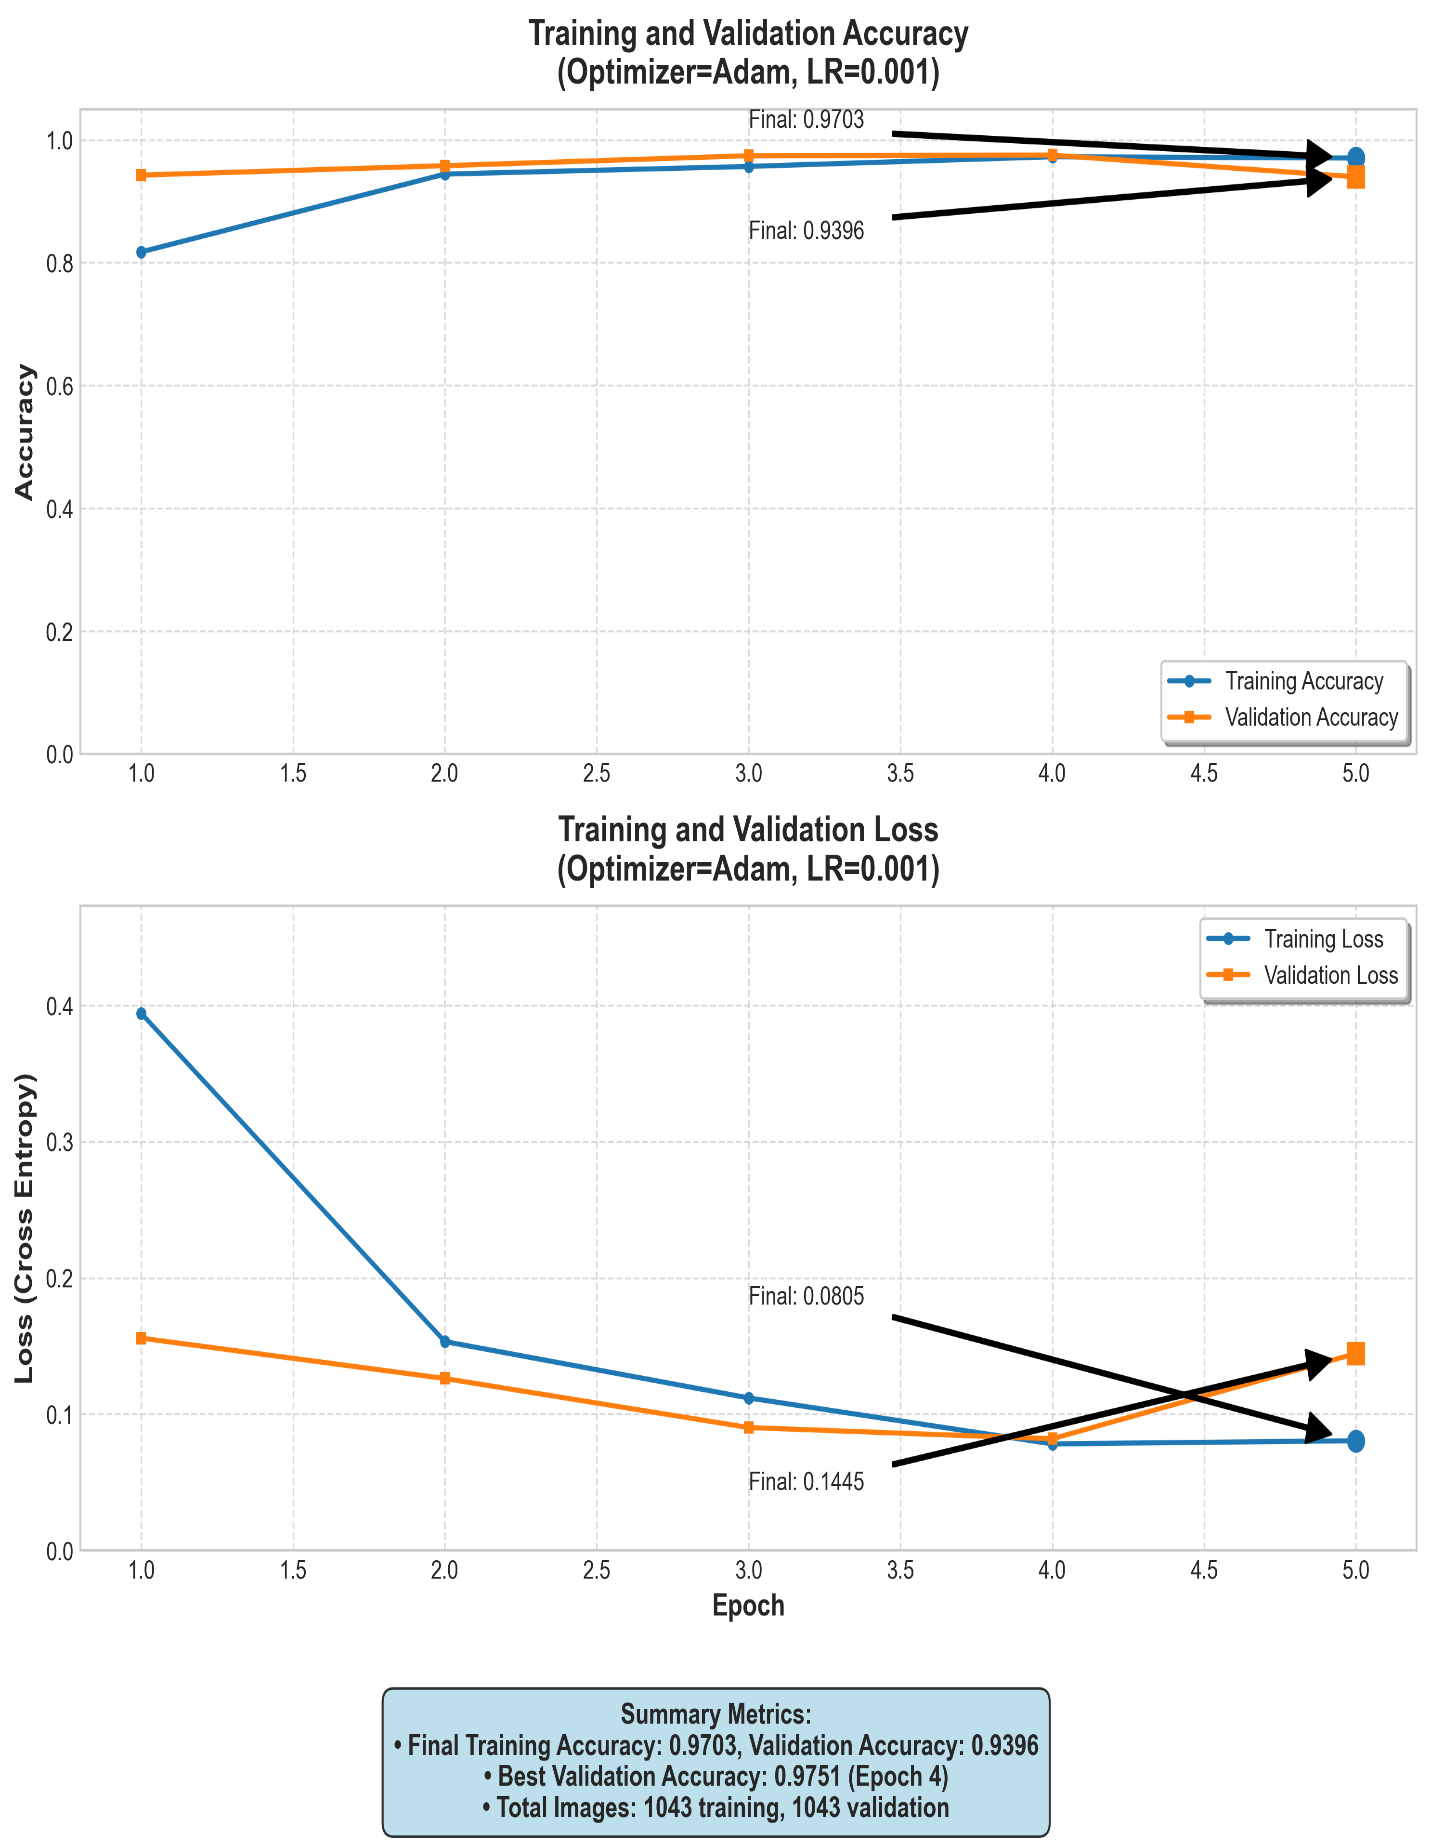 Training and Validation Accuracy
(Optimizer=Adam, LR=0.001)
Final: 0.9703
Final: 0.9396
Accuracy
1.0
0.8
0.6
0.4
0.2
0.0
Training Accuracy
Validation Accuracy
1.0 1.5 2.0 2.5 3.0 3.5 4.0 4.5 5.0
Training and Validation Loss
(Optimizer=Adam, LR=0.001)
Training Loss
Validation Loss
Loss (Cross Entropy)
0.4
0.3
0.2
0.1
0.0
Final: 0.0805
Final: 0.1445
1.0 1.5 2.0 2.5 3.0 3.5 4.0 4.5 5.0
Epoch
Summary Metrics:
• Final Training Accuracy: 0.9703, Validation Accuracy: 0.9396
• Best Validation Accuracy: 0.9751 (Epoch 4)
• Total Images: 1043 training, 1043 validation